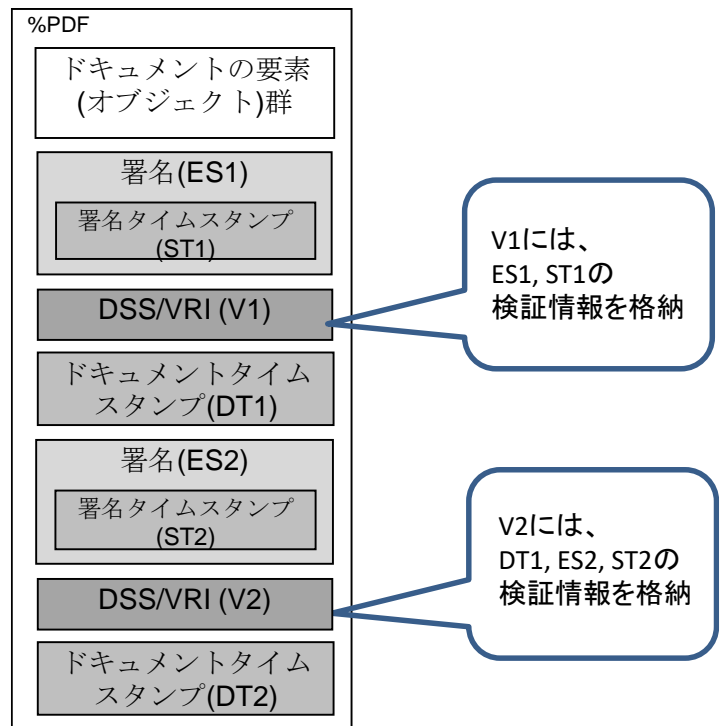 %PDF
ドキュメントの要素
(オブジェクト)群
署名(ES1)
署名タイムスタンプ
(ST1)
DSS/VRI (V1)
ドキュメントタイム
スタンプ(DT1)
署名(ES2)
署名タイムスタンプ
(ST2)
DSS/VRI (V2)
ドキュメントタイム
スタンプ(DT2)
V1には、
ES1, ST1の
検証情報を格納
V2には、
DT1, ES2, ST2の
検証情報を格納